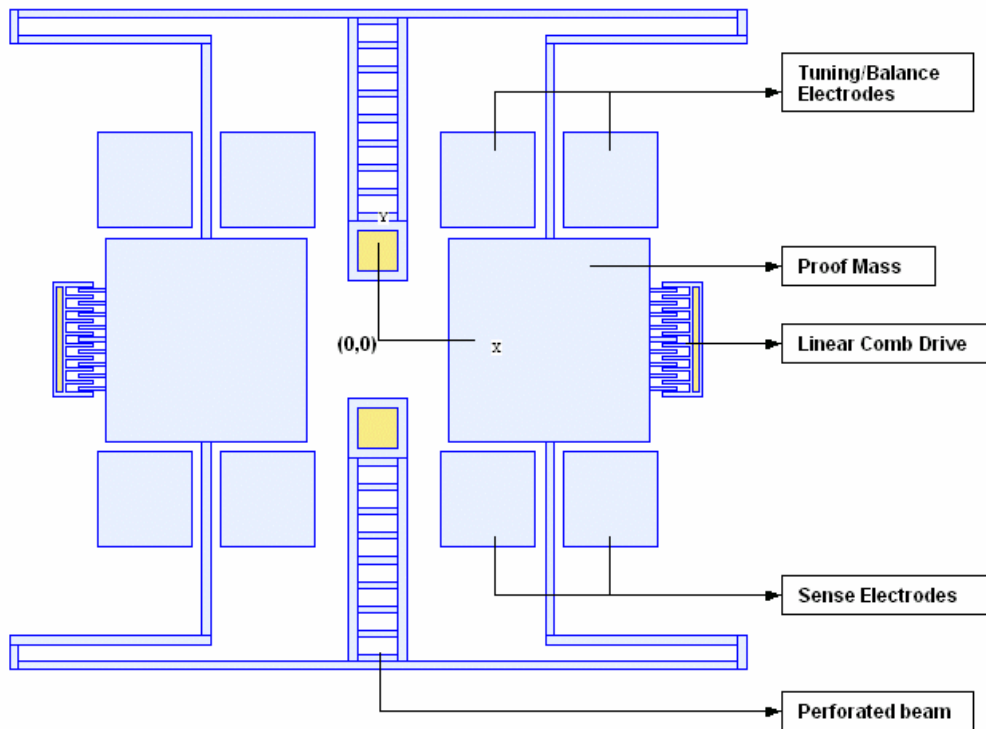 Tuning/Balance
Electrodes
x
Proof Mass
(0,0)
x
Linear Comb Drive
Sense Electrodes
Perforated beam